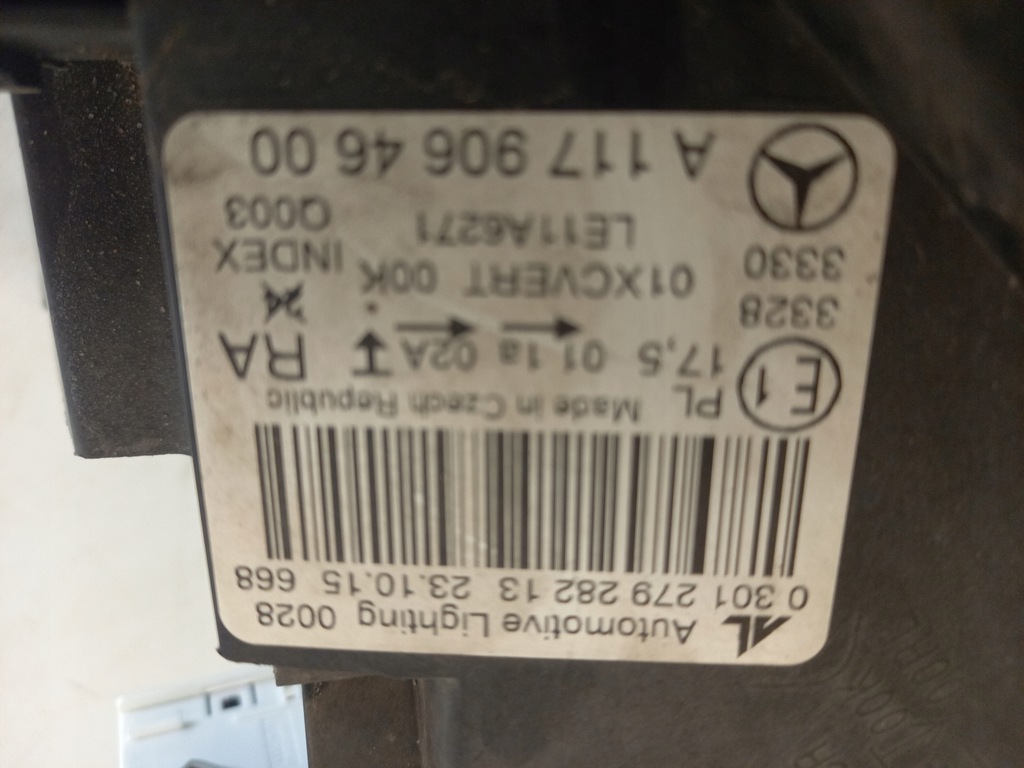 AL Automotive Lighting 0028
0 301 279 282 13 23.10.15 668
E1 PL Made in Czech Republic
17,5 01 1a 02A RA
3328 24
3330 01XCVERT 00K INDEX
LE11A6271 Q003
A 117 906 46 00